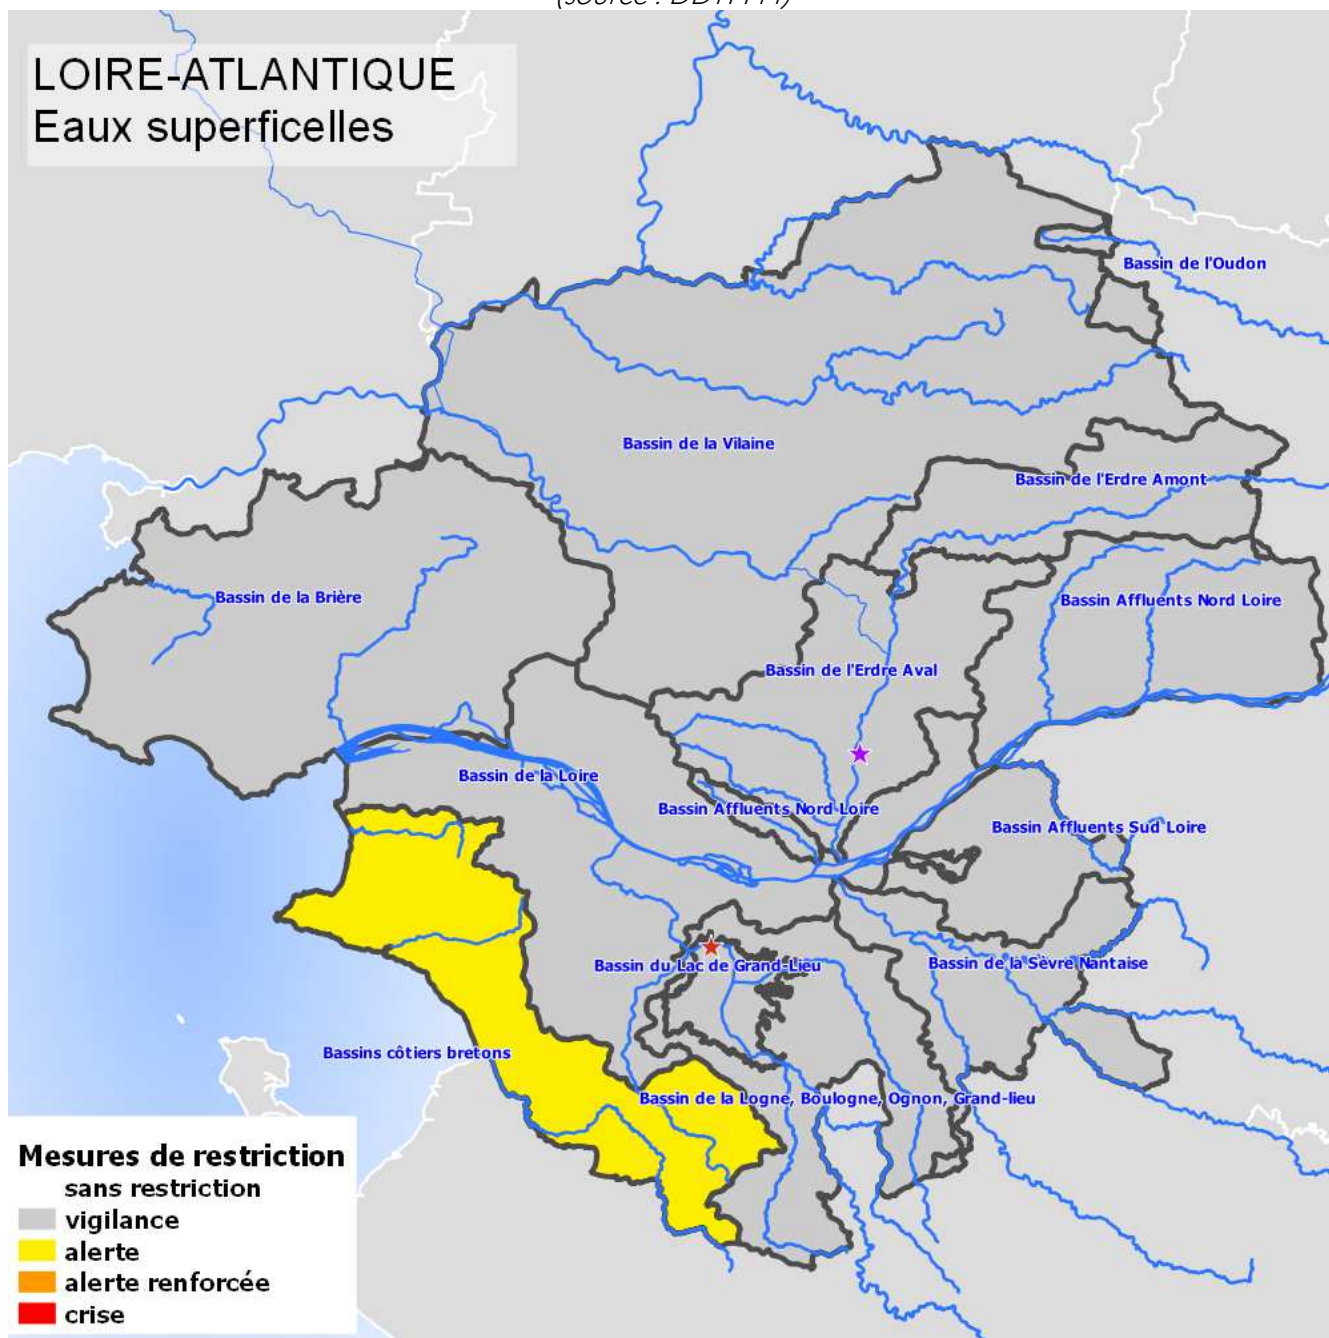 LOIRE-ATLANTIQUE
Eaux superficelles
Bassin de l'Oudon
Bassin de la Vilaine
Bassin de l'Erdre Amont
Bassin de la Brière
Bassin Affluents Nord Loire
Bassin de l'Erdre Aval
Bassin de la Loire
Bassin Affluents Nord Loire
Bassin Affluents Sud Loire
Bassin du Lac de Grand-Lieu
Bassin de la Sèvre Nantaise
Bassins côtiers bretons
Bassin de la Logne, Boulogne, Ognon, Grand-lieu
Mesures de restriction
sans restriction
vigilance
alerte
alerte renforcée
crise